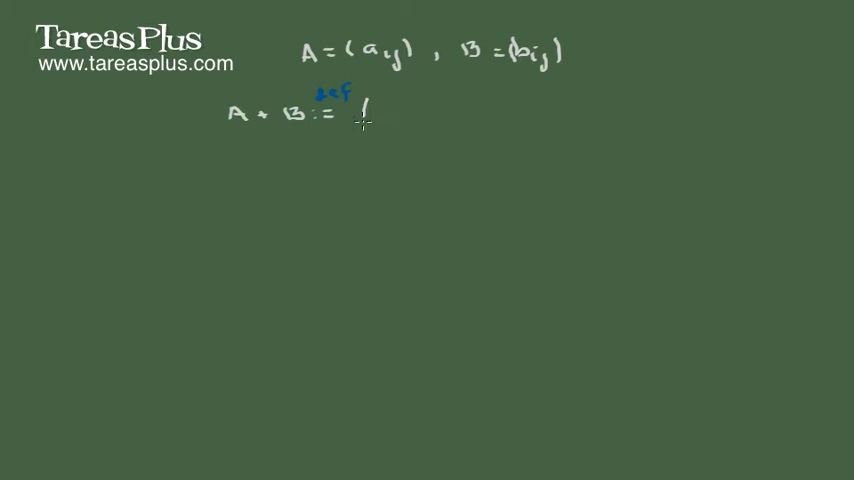 TareasPlus
www.tareasplus.com
A = (aij) , B = (bij)
def
A + B := (